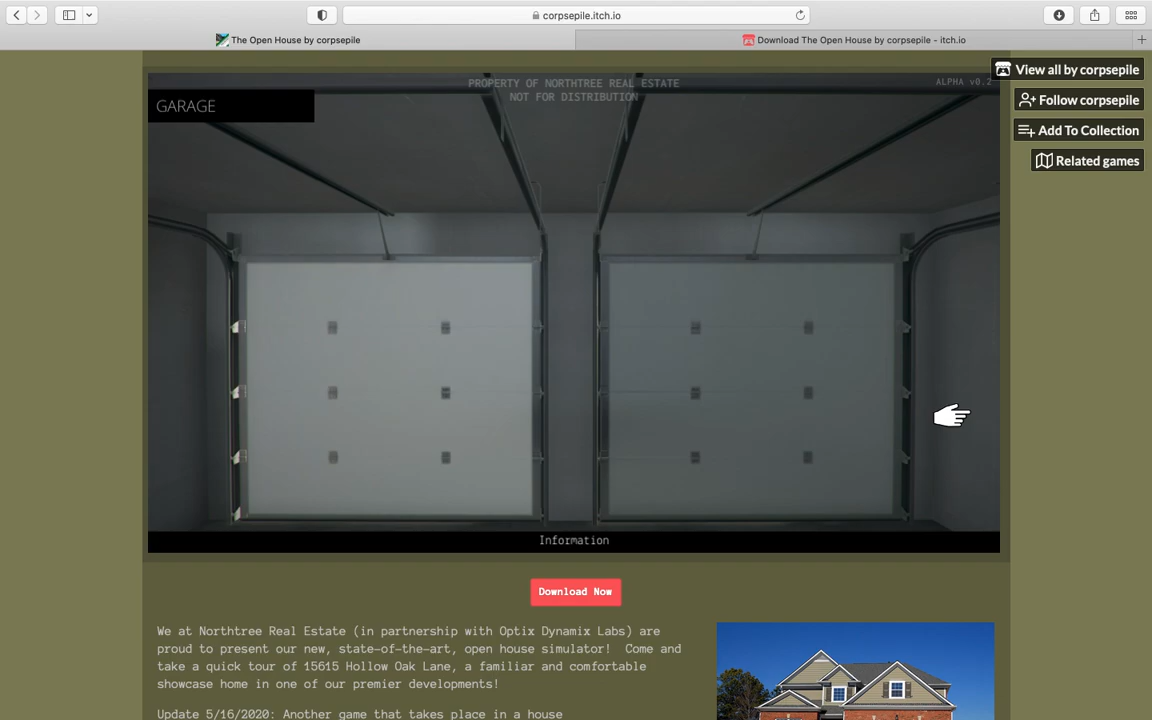 corpsepile.itch.io
The Open House by corpsepile
Download The Open House by corpsepile - itch.io
View all by corpsepile
Follow corpsepile
Add To Collection
Related games
PROPERTY OF NORTHTREE REAL ESTATE
NOT FOR DISTRIBUTION
ALPHA v0.2
GARAGE
Information
Download Now
We at Northtree Real Estate (in partnership with Optix Dynamix Labs) are
proud to present our new, state-of-the-art, open house simulator!  Come and
take a quick tour of 15615 Hollow Oak Lane, a familiar and comfortable
showcase home in one of our premier developments!
Update 5/16/2020: Another game that takes place in a house